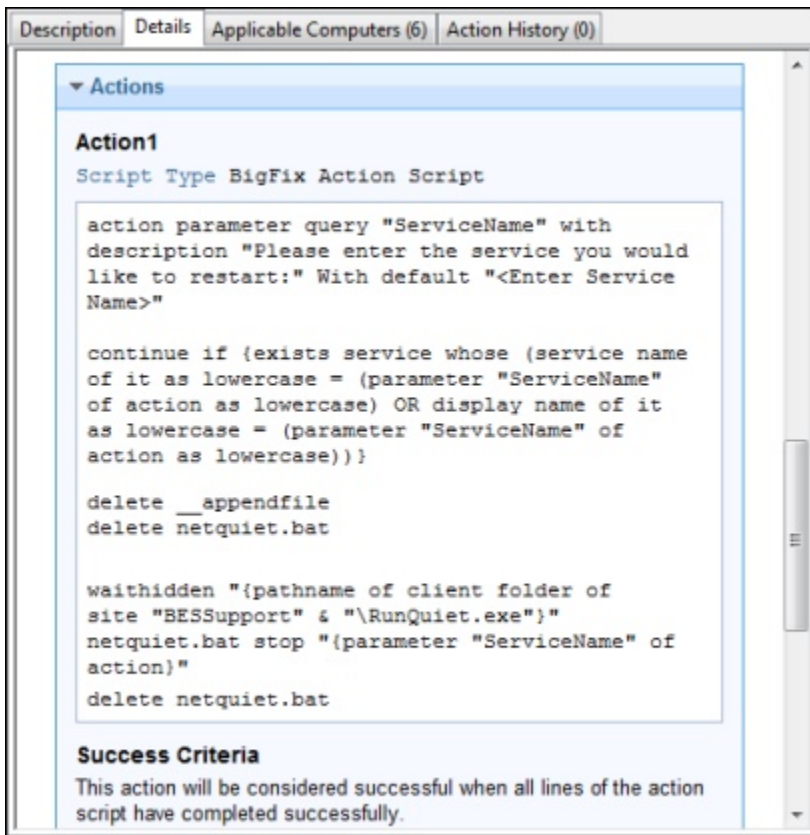 Description Details Applicable Computers (6) Action History (0)
Actions
Action1
Script Type BigFix Action Script
action parameter query "ServiceName" with
description "Please enter the service you would
like to restart:" With default "<Enter Service
Name>"
continue if {exists service whose (service name
of it as lowercase = (parameter "ServiceName"
of action as lowercase) OR display name of it
as lowercase = (parameter "ServiceName" of
action as lowercase))}
delete __appendfile
delete netquiet.bat
waithidden "{pathname of client folder of
site "BESSupport" & "\RunQuiet.exe"}"
netquiet.bat stop "{parameter "ServiceName" of
action}"
delete netquiet.bat
Success Criteria
This action will be considered successful when all lines of the action
script have completed successfully.